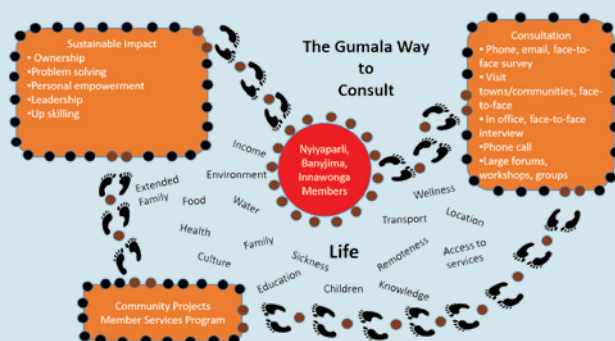 Sustainable Impact
• Ownership
•Problem solving
•Personal empowerment
•Leadership
•Up skilling
The Gumala Way
to
Consult
Consultation
• Phone, email, face-to-
face survey
• Visit
towns/communities, face-
to-face
• In office, face-to-face
interview
•Phone call
•Large forums,
workshops, groups
Nyiyaparli,
Banyjima,
Innawonga
Members
Income
Environment
Extended
Family
Food
Water
Health
Family
Culture
Sickness
Education
Children
Life
Wellness
Transport
Location
Remoteness
Access to
services
Knowledge
Community Projects
Member Services Program